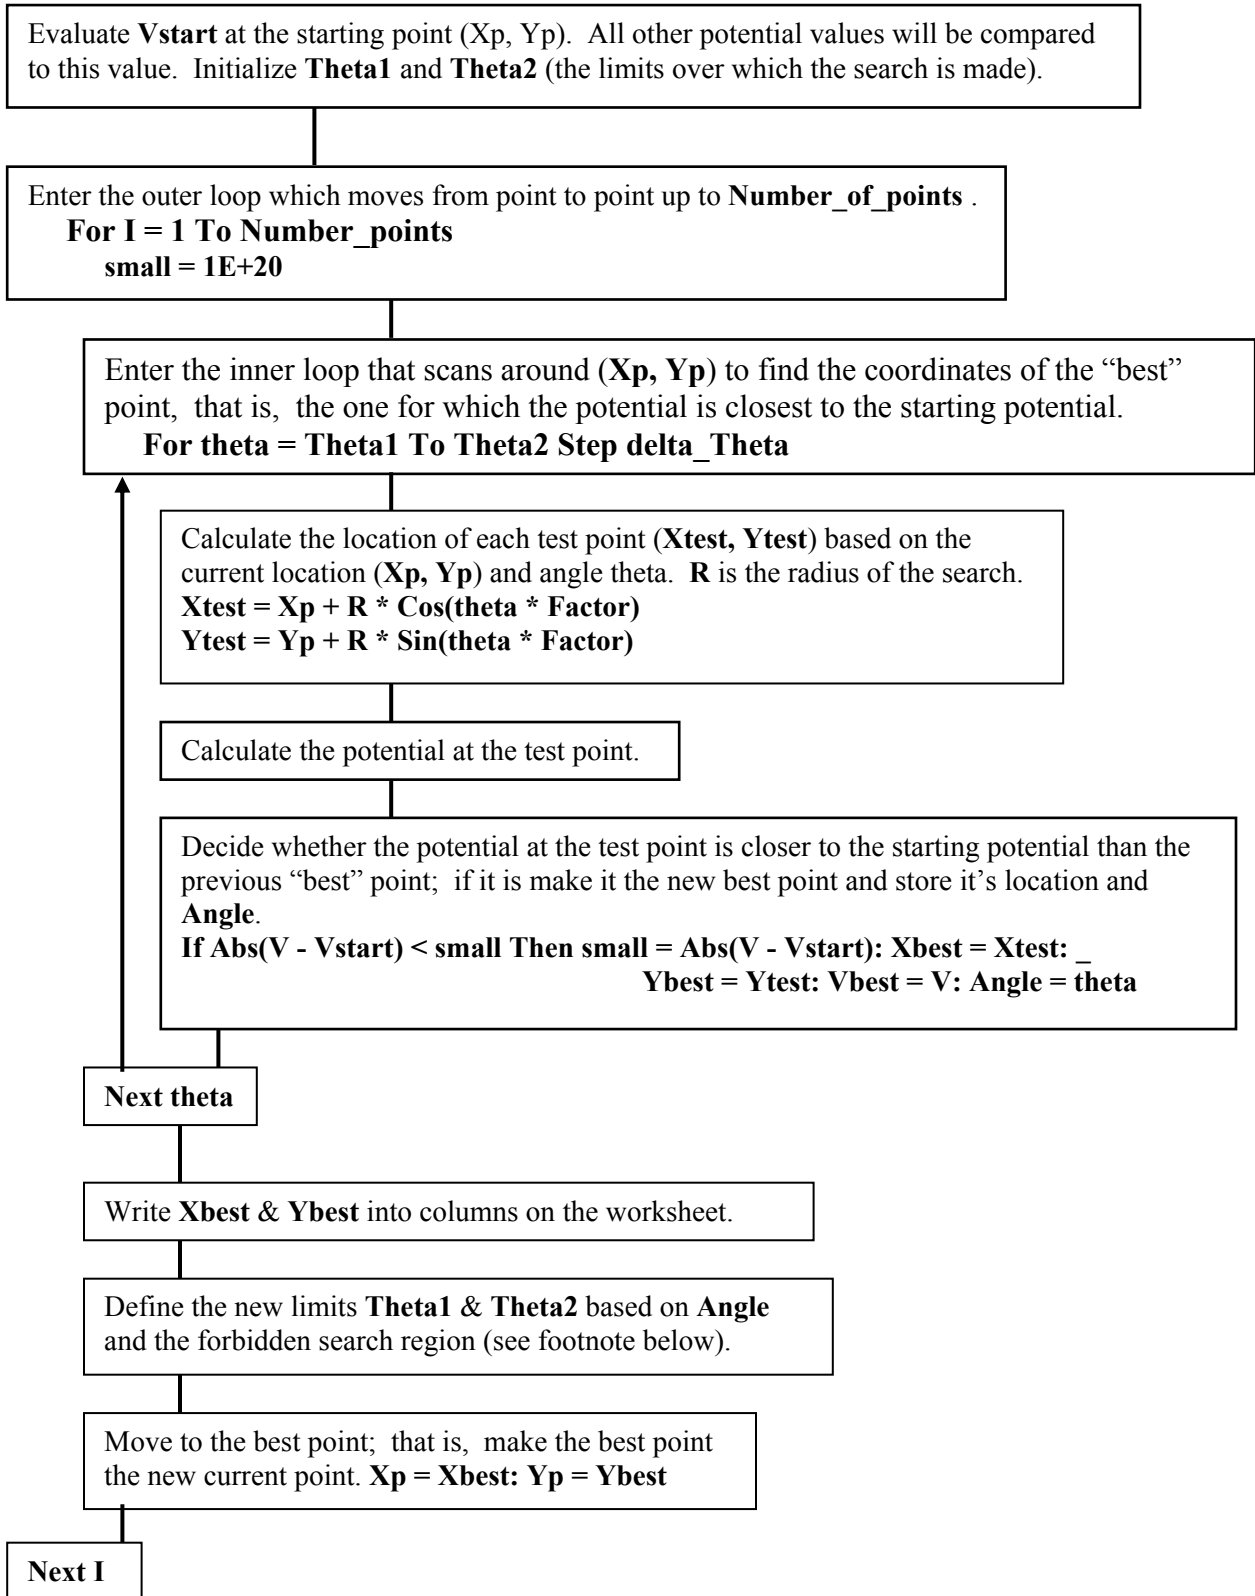 Evaluate Vstart at the starting point (Xp, Yp).  All other potential values will be compared
to this value.  Initialize Theta1 and Theta2 (the limits over which the search is made).
Enter the outer loop which moves from point to point up to Number_of_points .
For I = 1 To Number_points
small = 1E+20
Enter the inner loop that scans around (Xp, Yp) to find the coordinates of the “best”
point,  that is,  the one for which the potential is closest to the starting potential.
For theta = Theta1 To Theta2 Step delta_Theta
Calculate the location of each test point (Xtest, Ytest) based on the
current location (Xp, Yp) and angle theta.  R is the radius of the search.
Xtest = Xp + R * Cos(theta * Factor)
Ytest = Yp + R * Sin(theta * Factor)
Calculate the potential at the test point.
Decide whether the potential at the test point is closer to the starting potential than the
previous “best” point;  if it is make it the new best point and store it’s location and
Angle.
If Abs(V - Vstart) < small Then small = Abs(V - Vstart): Xbest = Xtest: _
Ybest = Ytest: Vbest = V: Angle = theta
Next theta
Write Xbest & Ybest into columns on the worksheet.
Define the new limits Theta1 & Theta2 based on Angle
and the forbidden search region (see footnote below).
Move to the best point;  that is,  make the best point
the new current point. Xp = Xbest: Yp = Ybest
Next I